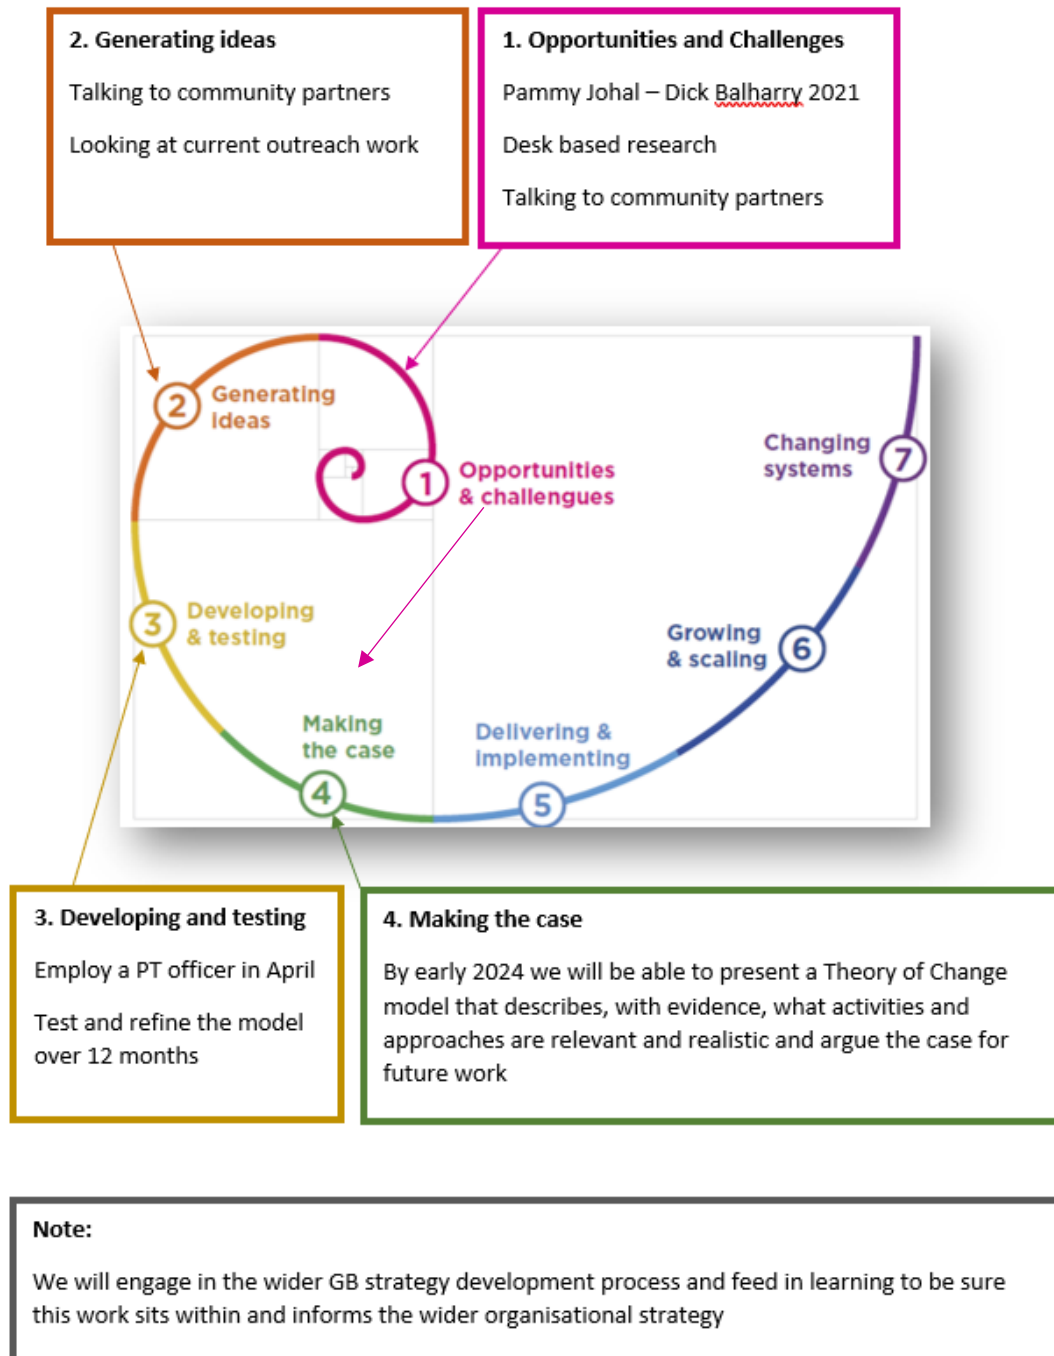 2. Generating ideas
Talking to community partners
Looking at current outreach work
1. Opportunities and Challenges
Pammy Johal – Dick Balharry 2021
Desk based research
Talking to community partners
2
Generating
ideas
1
Opportunities
& challengues
Changing
systems
7
3
Developing
& testing
Growing
& scaling
6
Making
the case
4
Delivering &
implementing
5
3. Developing and testing
Employ a PT officer in April
Test and refine the model
over 12 months
4. Making the case
By early 2024 we will be able to present a Theory of Change
model that describes, with evidence, what activities and
approaches are relevant and realistic and argue the case for
future work
Note:
We will engage in the wider GB strategy development process and feed in learning to be sure
this work sits within and informs the wider organisational strategy